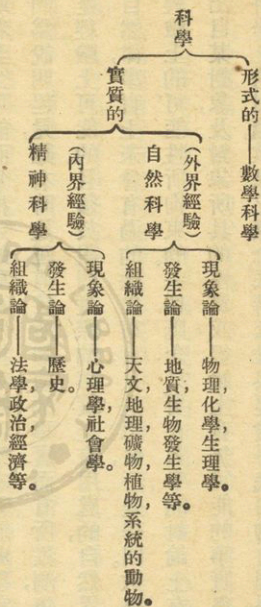 科學
形式的——數學科學
實質的
(外界經驗)
自然科學
現象論——物理,化學,生理學。
發生論——地質,生物發生學等。
組織論——天文,地理,礦物,植物,系統的動物。
(內界經驗)
精神科學
現象論——心理學,社會學。
發生論——歷史。
組織論——法學,政治,經濟等。